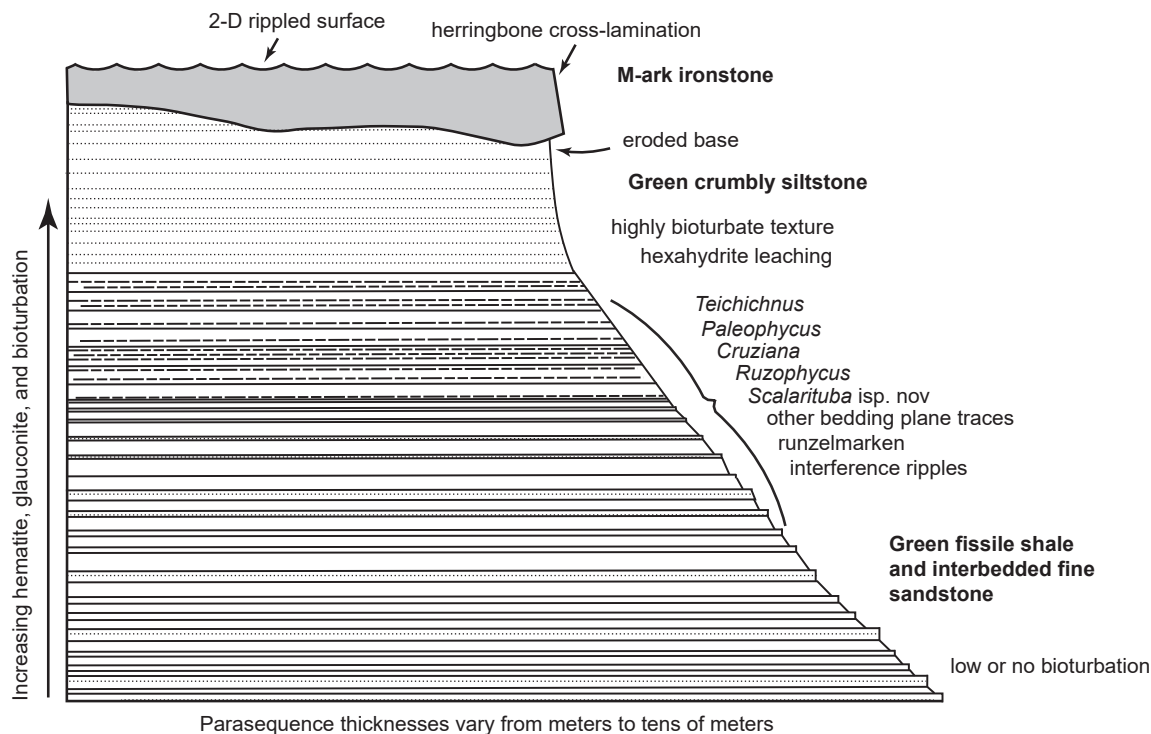 2-D rippled surface
herringbone cross-lamination
M-ark ironstone
eroded base
Green crumbly siltstone
highly bioturbate texture
hexahydrite leaching
Increasing hematite, glauconite, and bioturbation
Teichichnus
Paleophycus
Cruziana
Ruzophycus
Scalarituba isp. nov
other bedding plane traces
runzelmarken
interference ripples
Green fissile shale
and interbedded fine
sandstone
low or no bioturbation
Parasequence thicknesses vary from meters to tens of meters